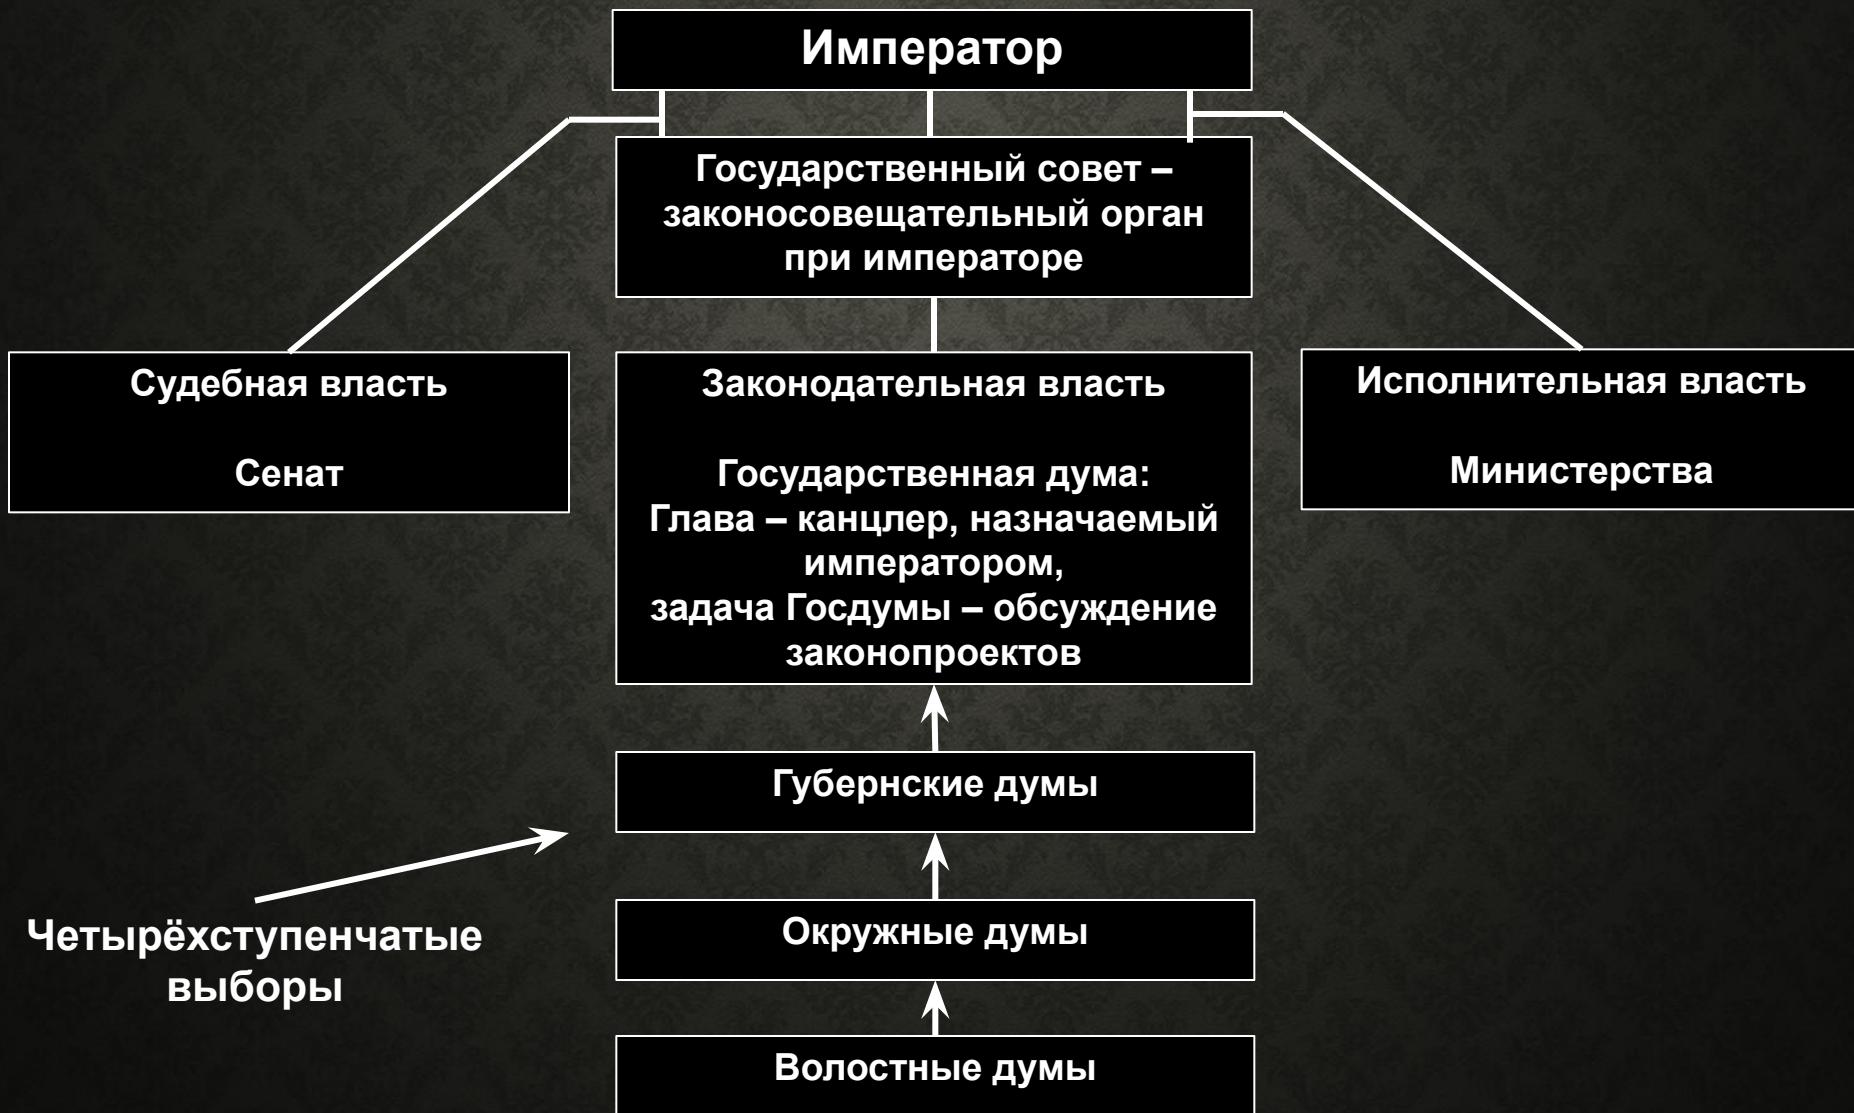 Император
Государственный совет –
законосовещательный орган
при императоре
Судебная власть
Сенат
Законодательная власть
Государственная дума:
Глава – канцлер, назначаемый
императором,
задача Госдумы – обсуждение
законопроектов
Исполнительная власть
Министерства
Губернские думы
Четырёхступенчатые
выборы
Окружные думы
Волостные думы